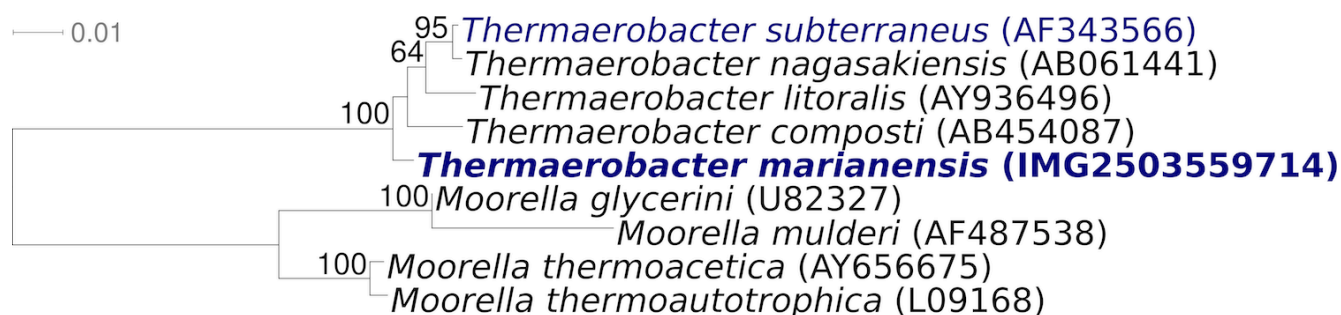 0.01
95
Thermaerobacter subterraneus (AF343566)
64
Thermaerobacter nagasakiensis (AB061441)
Thermaerobacter litoralis (AY936496)
100
Thermaerobacter composti (AB454087)
Thermaerobacter marianensis (IMG2503559714)
100
Moorella glycerini (U82327)
Moorella mulderi (AF487538)
100
Moorella thermoacetica (AY656675)
Moorella thermoautotrophica (L09168)